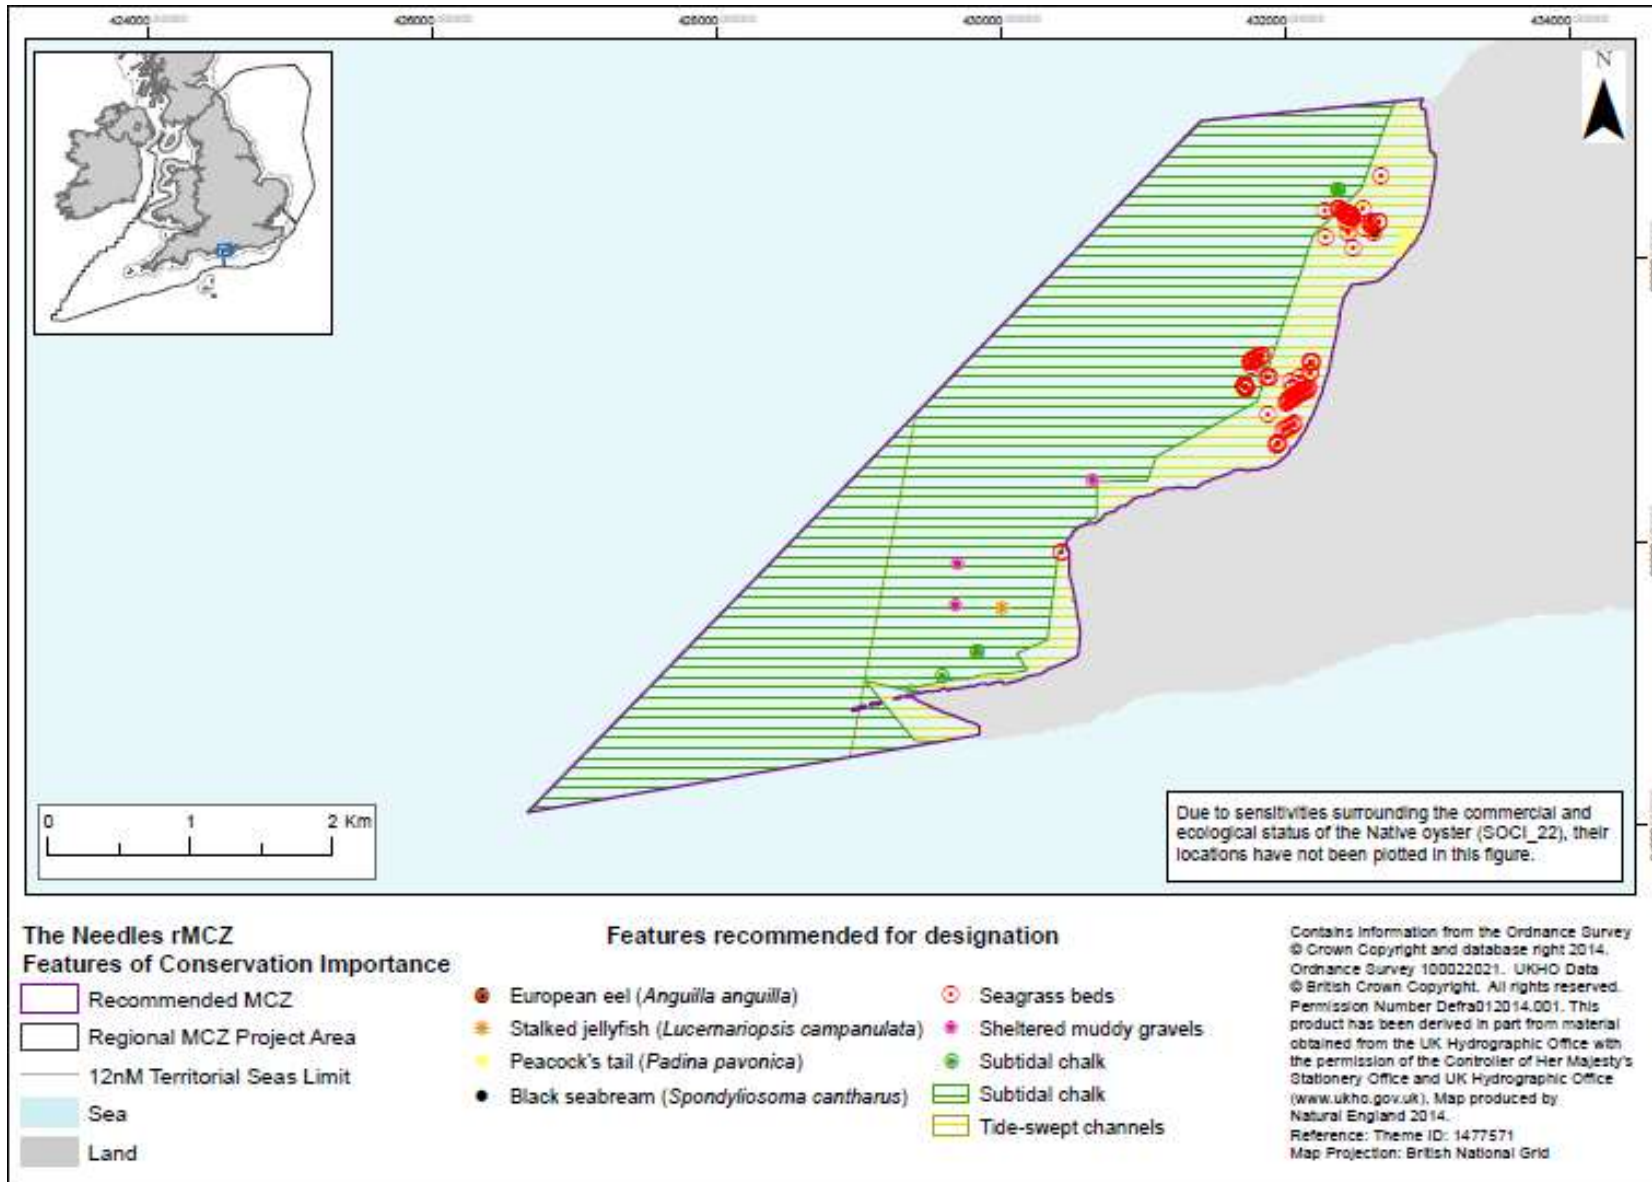 424000
426000
428000
430000
432000
434000
N
0 1 2 Km
Due to sensitivities surrounding the commercial and
ecological status of the Native oyster (SOCI_22), their
locations have not been plotted in this figure.
The Needles rMCZ
Features of Conservation Importance
Recommended MCZ
Regional MCZ Project Area
12nM Territorial Seas Limit
Sea
Land
Features recommended for designation
European eel (Anguilla anguilla)
Stalked jellyfish (Lucernariopsis campanulata)
Peacock's tail (Padina pavonica)
Black seabream (Spondyliosoma cantharus)
Seagrass beds
Sheltered muddy gravels
Subtidal chalk
Subtidal chalk
Tide-swept channels
Contains information from the Ordnance Survey
© Crown Copyright and database right 2014.
Ordnance Survey 100022021. UKHO Data
© British Crown Copyright. All rights reserved.
Permission Number Defra012014.001. This
product has been derived in part from material
obtained from the UK Hydrographic Office with
the permission of the Controller of Her Majesty's
Stationery Office and UK Hydrographic Office
(www.ukho.gov.uk). Map produced by
Natural England 2014.
Reference: Theme ID: 1477571
Map Projection: British National Grid